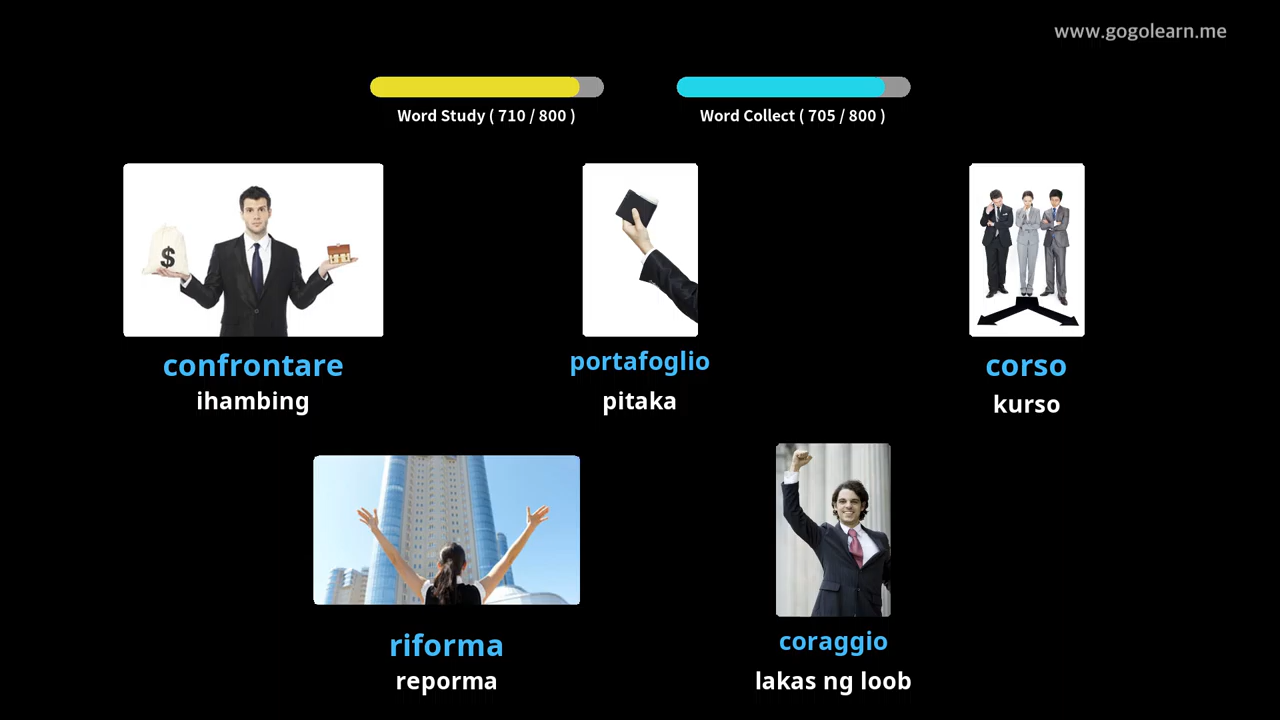 www.gogolearn.me
Word Study ( 710 / 800 )
Word Collect ( 705 / 800 )
$
confrontare
ihambing
portafoglio
pitaka
corso
kurso
riforma
reporma
coraggio
lakas ng loob